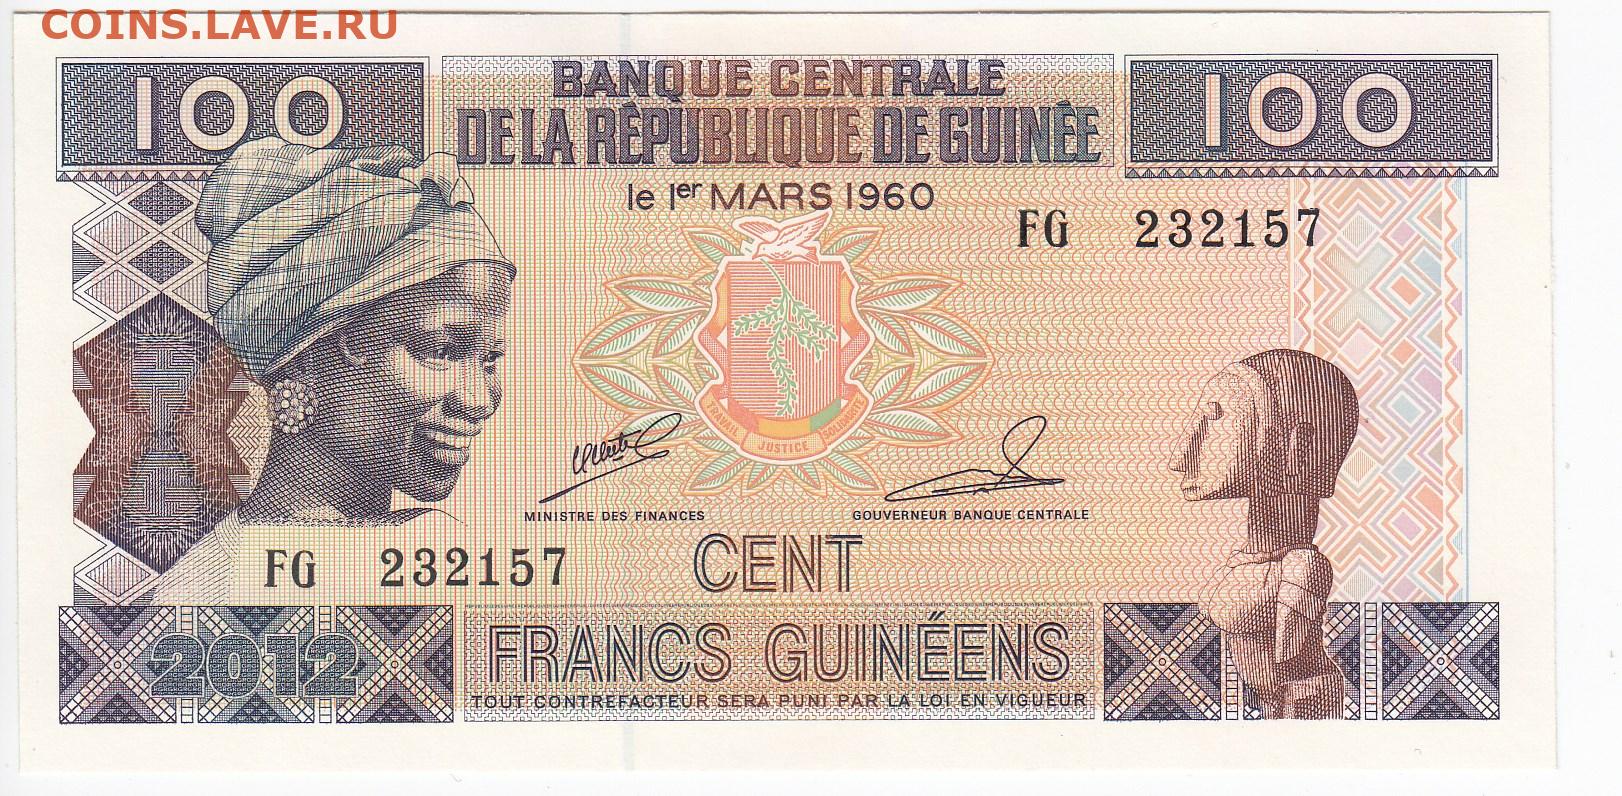 COINS.LAVE.RU
100 BANQUE CENTRALE 100
DE LA RÉPUBLIQUE DE GUINÉE
le 1er MARS 1960
FG 232157
TRAVAIL JUSTICE SOLIDARITÉ
MINISTRE DES FINANCES GOUVERNEUR BANQUE CENTRALE
CENT
FG 232157
2012 FRANCS GUINÉENS
TOUT CONTREFACTEUR SERA PUNI PAR LA LOI EN VIGUEUR